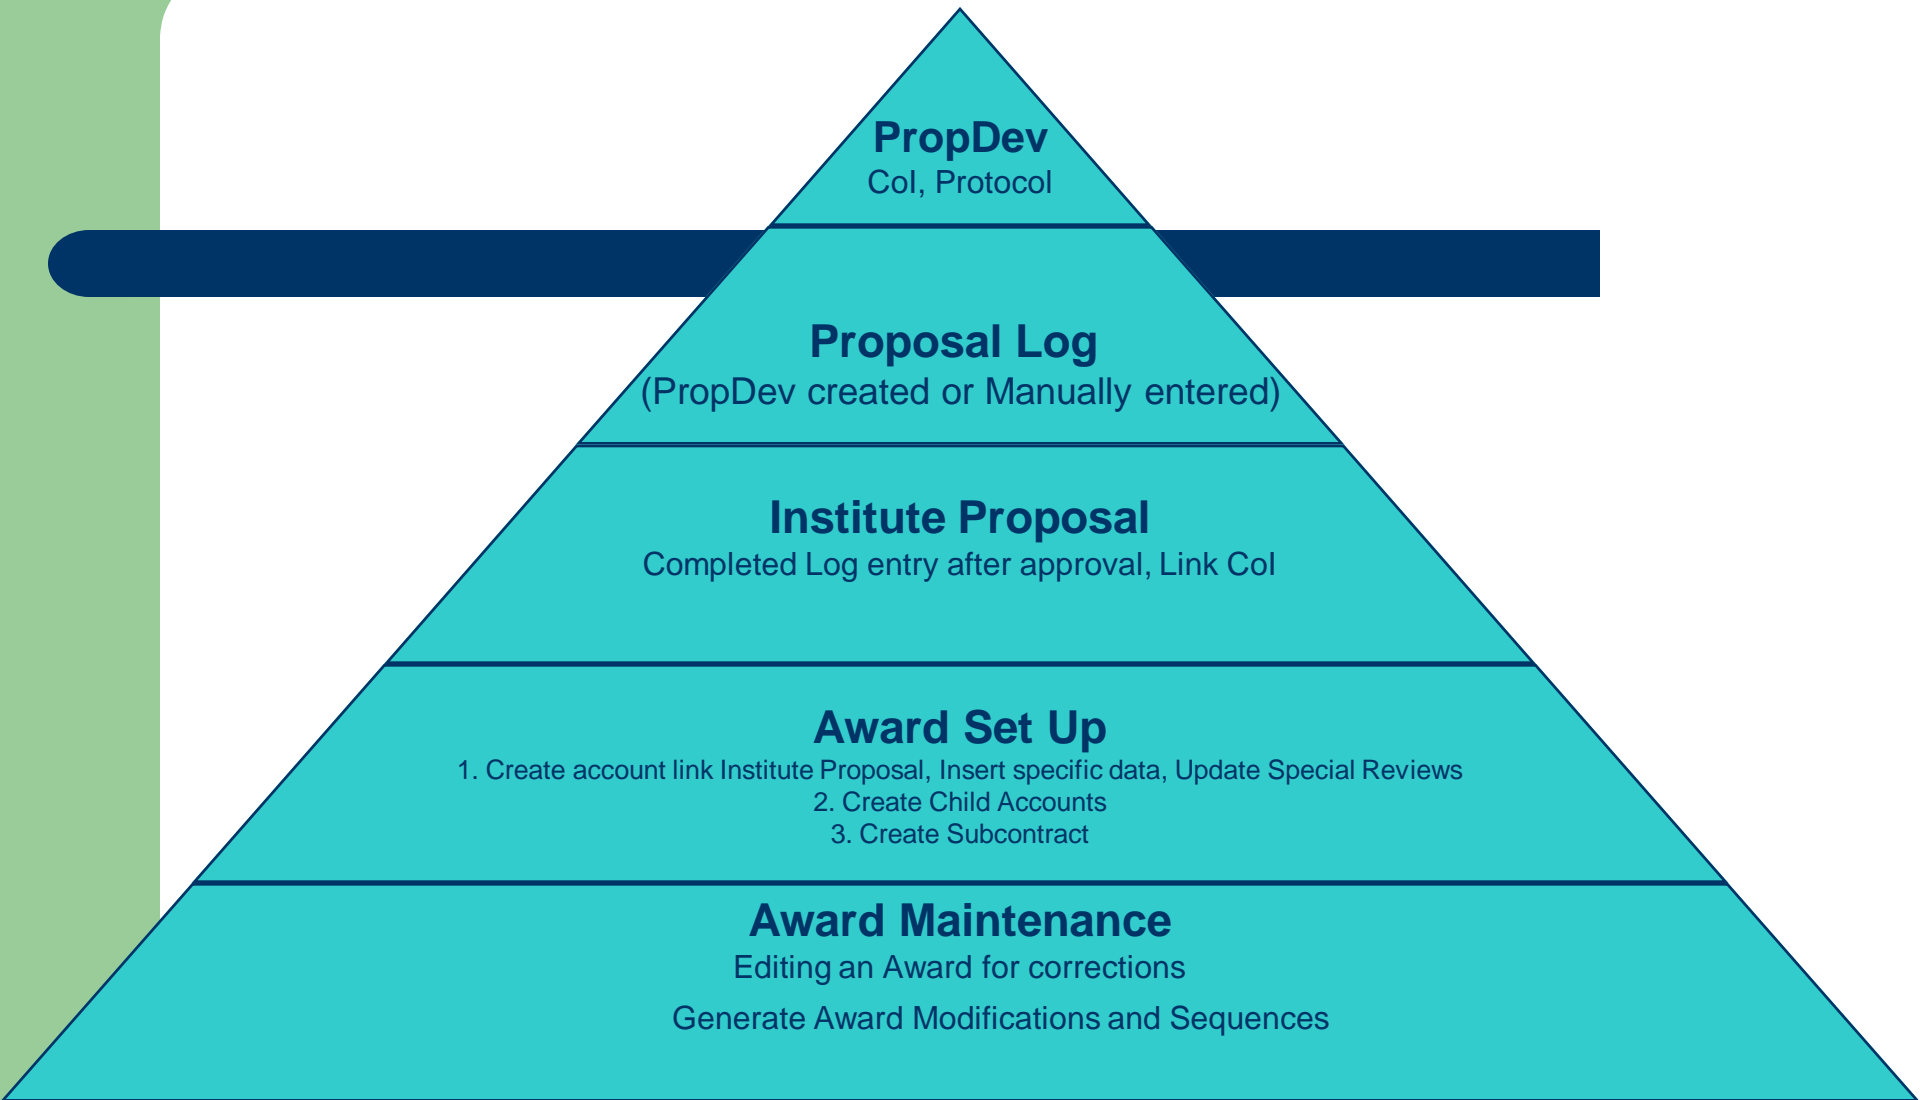 PropDev
CoI, Protocol
Proposal Log
(PropDev created or Manually entered)
Institute Proposal
Completed Log entry after approval, Link CoI
Award Set Up
1. Create account link Institute Proposal, Insert specific data, Update Special Reviews
2. Create Child Accounts
3. Create Subcontract
Award Maintenance
Editing an Award for corrections
Generate Award Modifications and Sequences